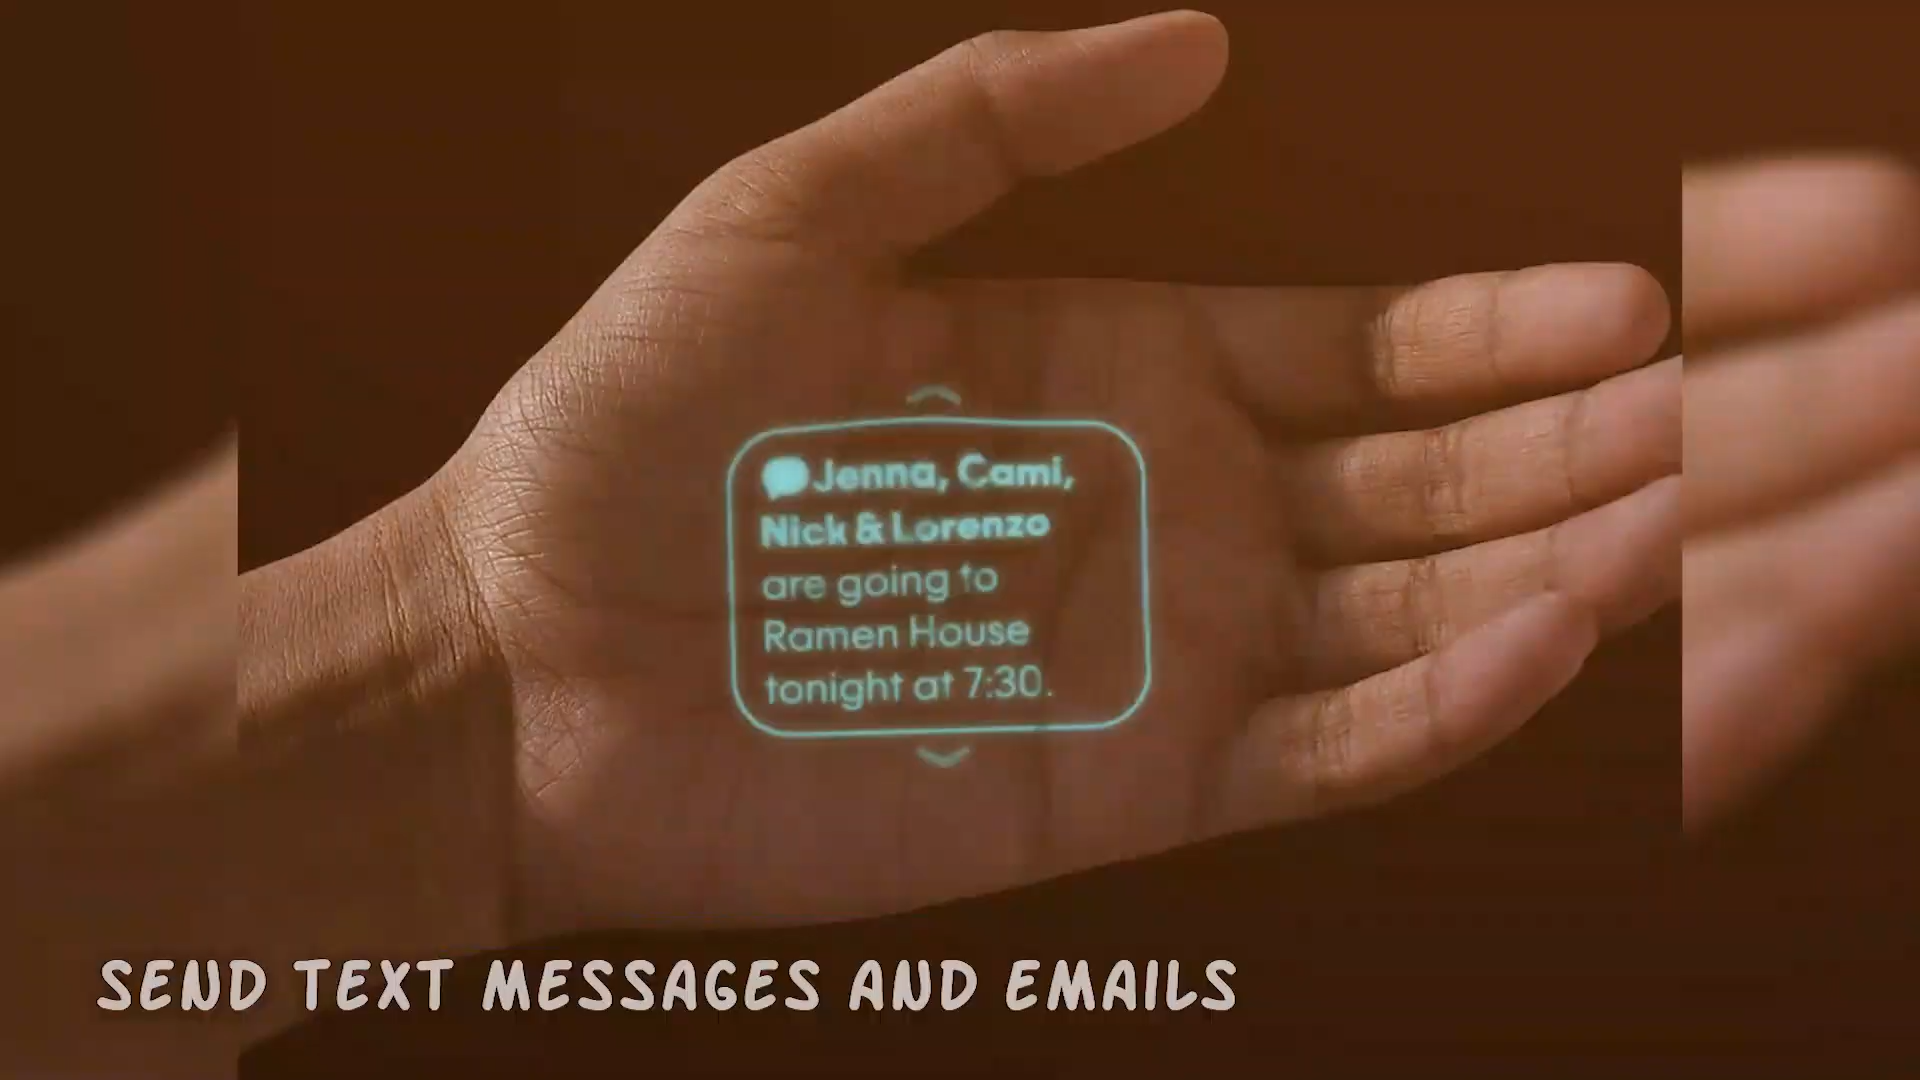 Jenna, Cami,
Nick & Lorenzo
are going to
Ramen House
tonight at 7:30.
SEND TEXT MESSAGES AND EMAILS